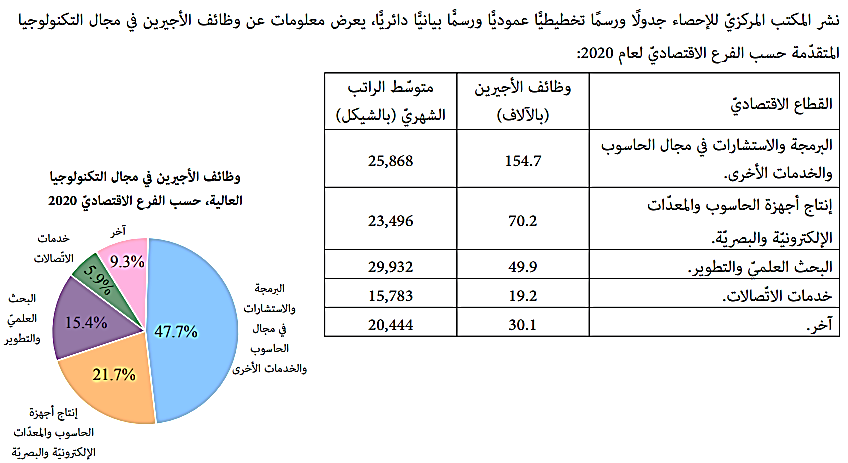 نشر المكتب المركزيّ للإحصاء جدولًا ورسمًا تخطيطيًّا عموديًّا ورسمًّا بيانيًّا دائريًّا، يعرض معلومات عن وظائف الأجيرين في مجال التكنولوجيا
المتقدّمة حسب الفرع الاقتصاديّ لعام 2020:
القطاع الاقتصاديّ وظائف الأجيرين (بالآلاف) متوسّط الراتب الشهريّ (بالشيكل)
البرمجة والاستشارات في مجال الحاسوب والخدمات الأخرى. 154.7 25,868
إنتاج أجهزة الحاسوب والمعدّات الإلكترونيّة والبصريّة. 70.2 23,496
البحث العلميّ والتطوير. 49.9 29,932
خدمات الاتّصالات. 19.2 15,783
آخر. 30.1 20,444
وظائف الأجيرين في مجال التكنولوجيا
العالية، حسب الفرع الاقتصاديّ 2020
آخر
9.3%
خدمات
الاتّصالات
5.9%
البحث
العلميّ
والتطوير
15.4%
البرمجة
والاستشارات
في مجال
الحاسوب
والخدمات الأخرى
47.7%
21.7%
إنتاج أجهزة
الحاسوب والمعدّات
الإلكترونيّة والبصريّة